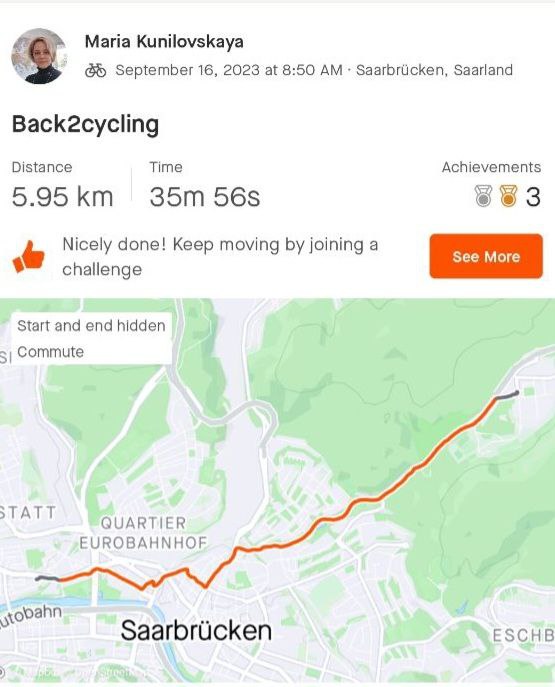 Maria Kunilovskaya
September 16, 2023 at 8:50 AM · Saarbrücken, Saarland
Back2cycling
Distance
Time
Achievements
5.95 km
35m 56s
3
Nicely done! Keep moving by joining a
challenge
See More
Start and end hidden
SI
Commute
STATT
QUARTIER
EUROBAHNHOF
utobahn
Saarbrücken
ESCHB